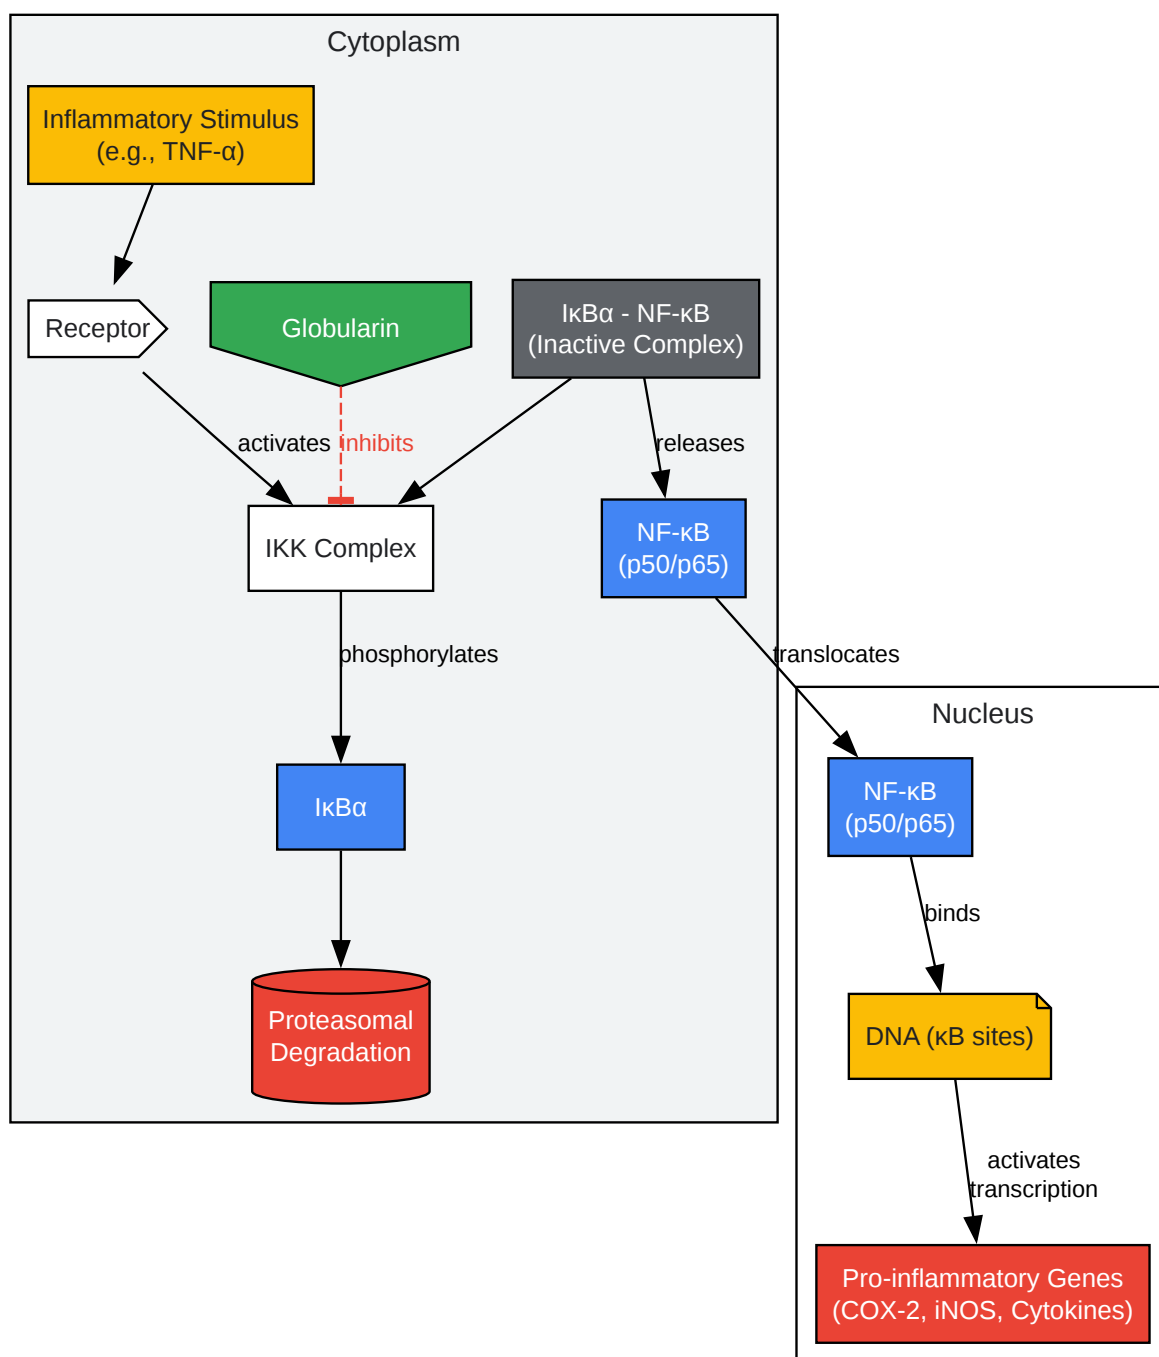 Cytoplasm
Inflammatory Stimulus
(e.g., TNF-α)
Receptor
Globularin
IκBα - NF-κB
(Inactive Complex)
activates
inhibits
releases
IKK Complex
NF-κB
(p50/p65)
phosphorylates
translocates
Nucleus
IκBα
NF-κB
(p50/p65)
binds
Proteasomal
Degradation
DNA (κB sites)
activates
transcription
Pro-inflammatory Genes
(COX-2, iNOS, Cytokines)